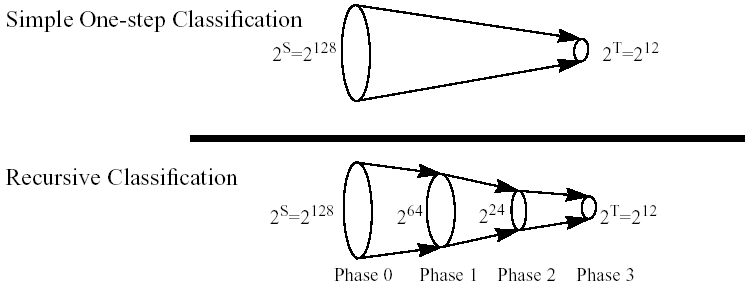 Simple One-step Classification
2^S=2^128
2^T=2^12
Recursive Classification
2^S=2^128
2^64
2^24
2^T=2^12
Phase 0 Phase 1 Phase 2 Phase 3